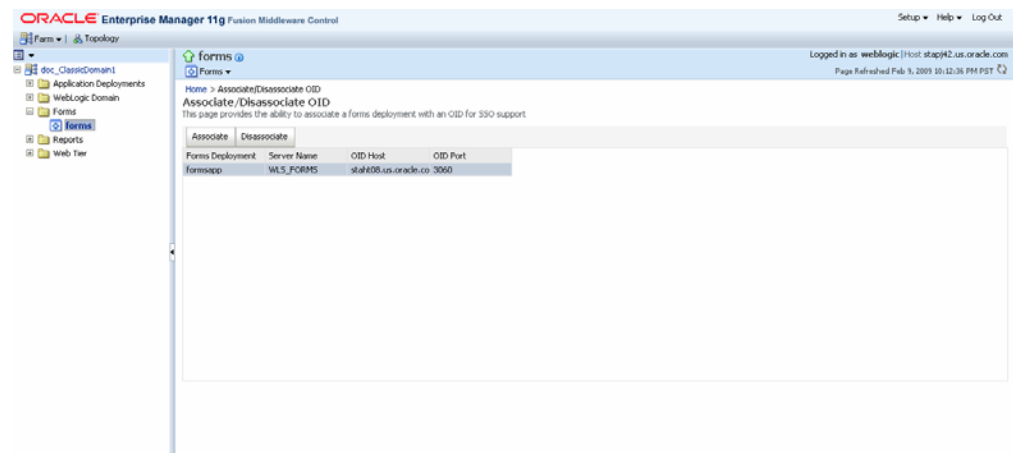 ORACLE Enterprise Manager 11g Fusion Middleware Control
Setup Help Log Out
Farm Topology
doc_ClassicDomain1
Application Deployments
WebLogic Domain
Forms
forms
Reports
Web Tier
forms
Forms
Logged in as weblogic|Host stapj42.us.oracle.com
Page Refreshed Feb 9, 2009 10:12:36 PM PST
Home > Associate/Disassociate OID
Associate/Disassociate OID
This page provides the ability to associate a forms deployment with an OID for SSO support
Associate Disassociate
Forms Deployment Server Name OID Host OID Port
formsapp WLS_FORMS staht08.us.oracle.co 3060